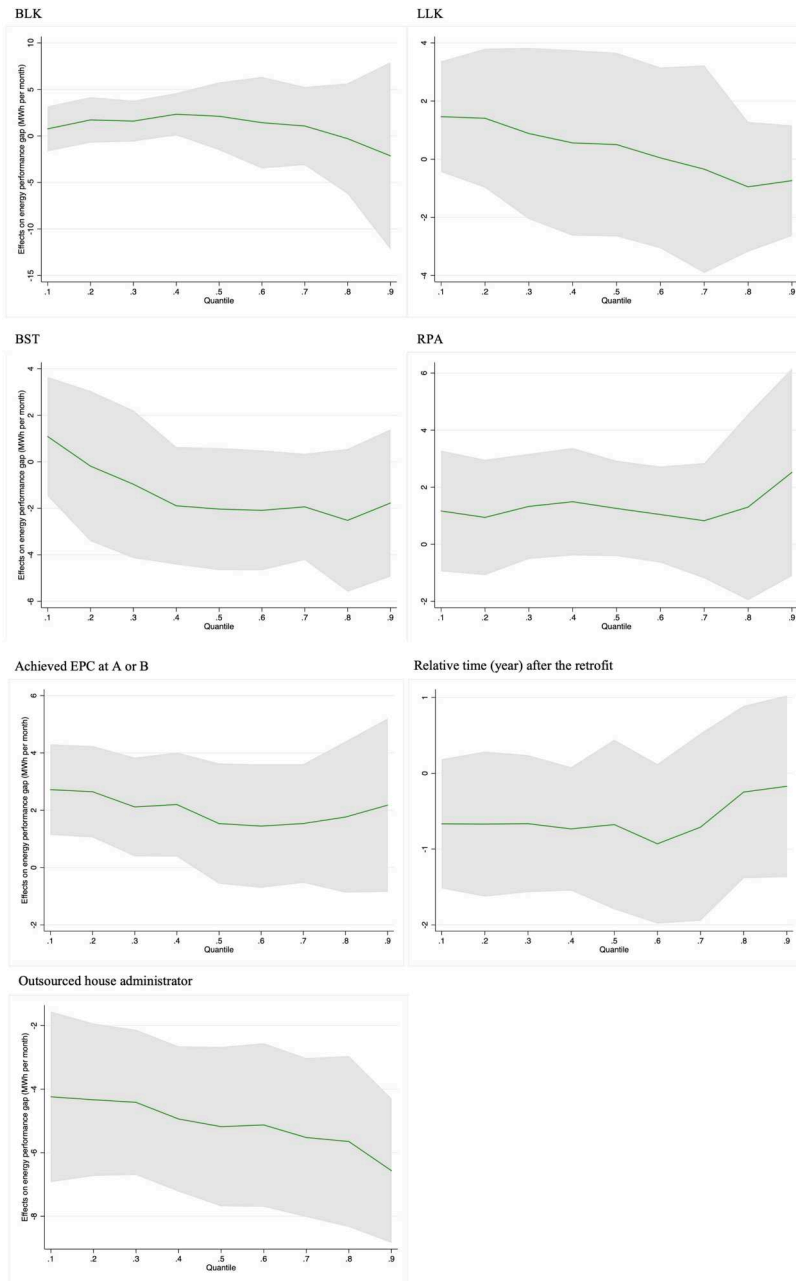 BLK
Effects on energy performance gap (MWh per month)
10
5
0
-5
-10
-15
.1 .2 .3 .4 .5 .6 .7 .8 .9
Quantile
LLK
4
2
0
-2
-4
.1 .2 .3 .4 .5 .6 .7 .8 .9
Quantile
BST
Effects on energy performance gap (MWh per month)
4
2
0
-2
-4
-6
.1 .2 .3 .4 .5 .6 .7 .8 .9
Quantile
RPA
6
4
2
0
-2
.1 .2 .3 .4 .5 .6 .7 .8 .9
Quantile
Achieved EPC at A or B
Effects on energy performance gap (MWh per month)
6
4
2
0
-2
.1 .2 .3 .4 .5 .6 .7 .8 .9
Quantile
Relative time (year) after the retrofit
1
0
-1
-2
.1 .2 .3 .4 .5 .6 .7 .8 .9
Quantile
Outsourced house administrator
Effects on energy performance gap (MWh per month)
-2
-4
-6
-8
.1 .2 .3 .4 .5 .6 .7 .8 .9
Quantile